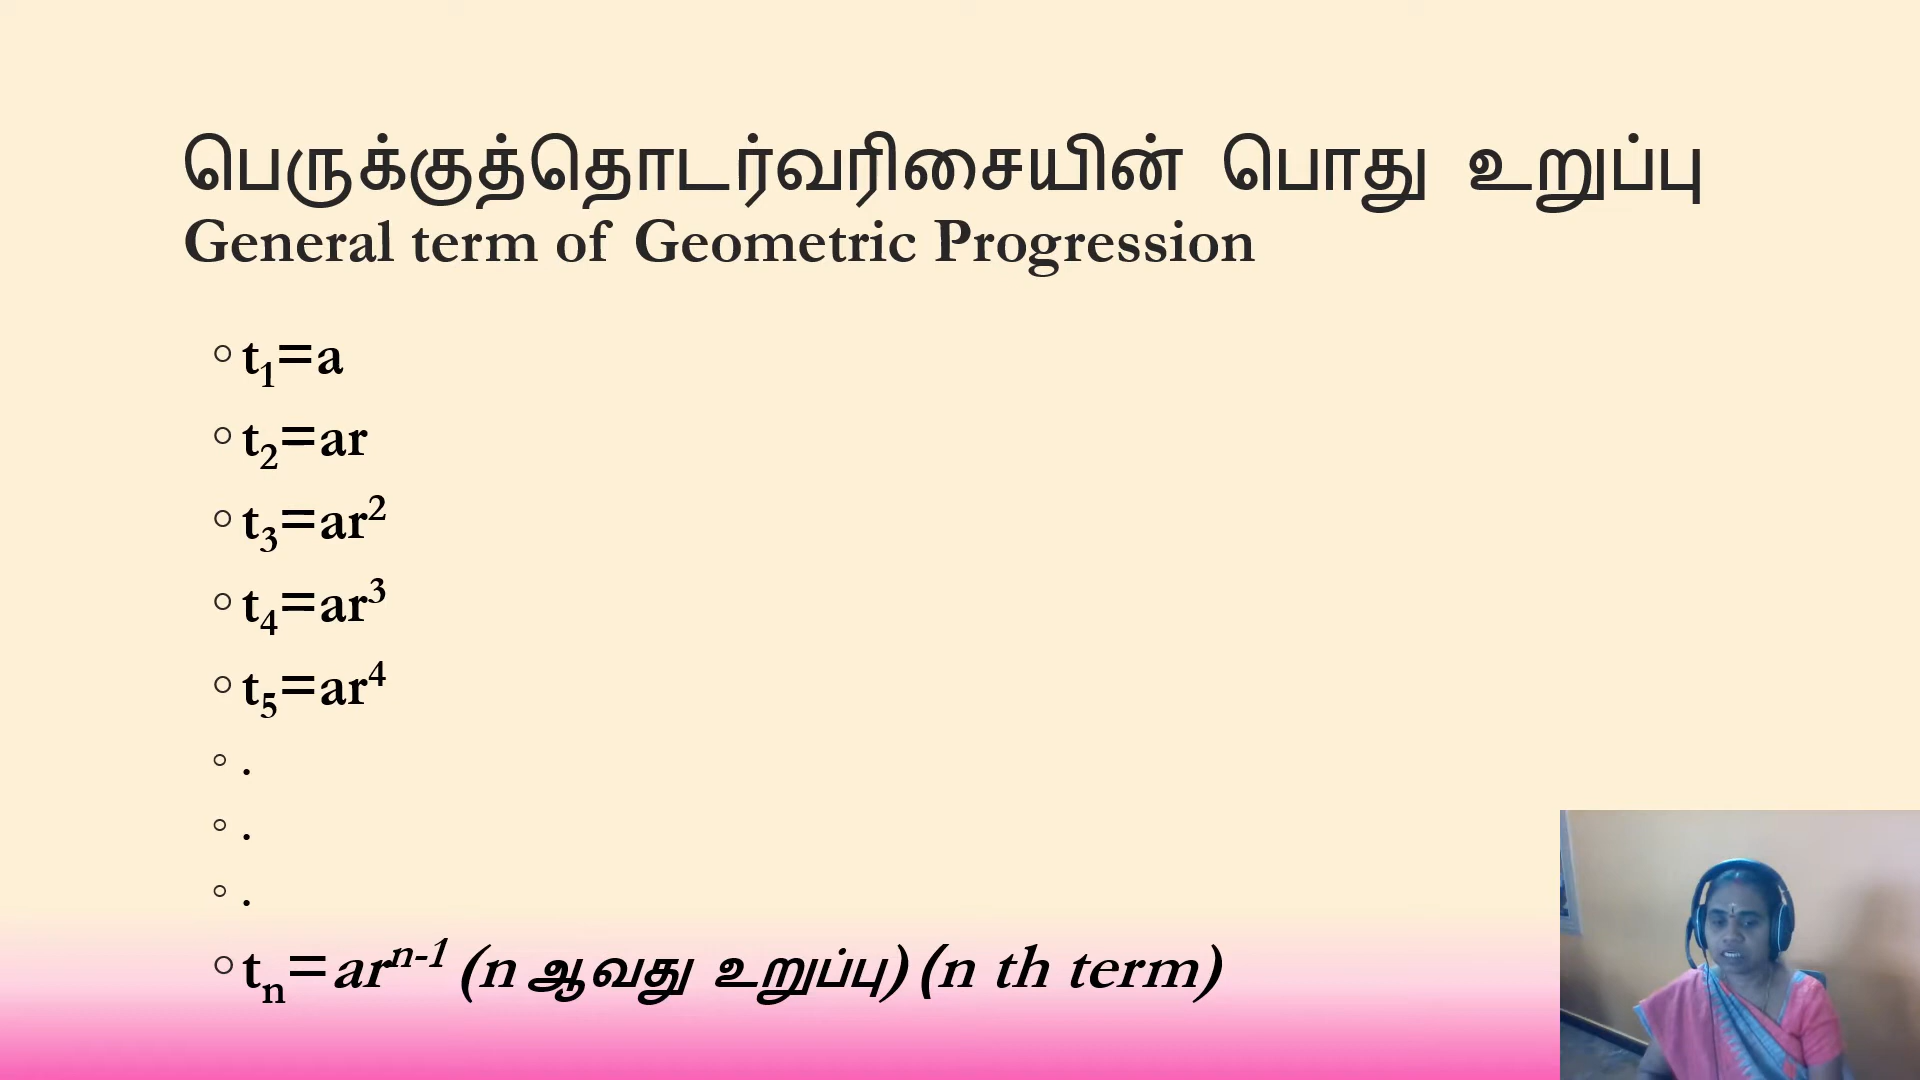 பெருக்குத்தொடர்வரிசையின் பொது உறுப்பு
General term of Geometric Progression
◦ t₁=a
◦ t₂=ar
◦ t₃=ar²
◦ t₄=ar³
◦ t₅=ar⁴
◦ .
◦ .
◦ .
◦ tₙ=arⁿ⁻¹ (n ஆவது உறுப்பு) (n th term)